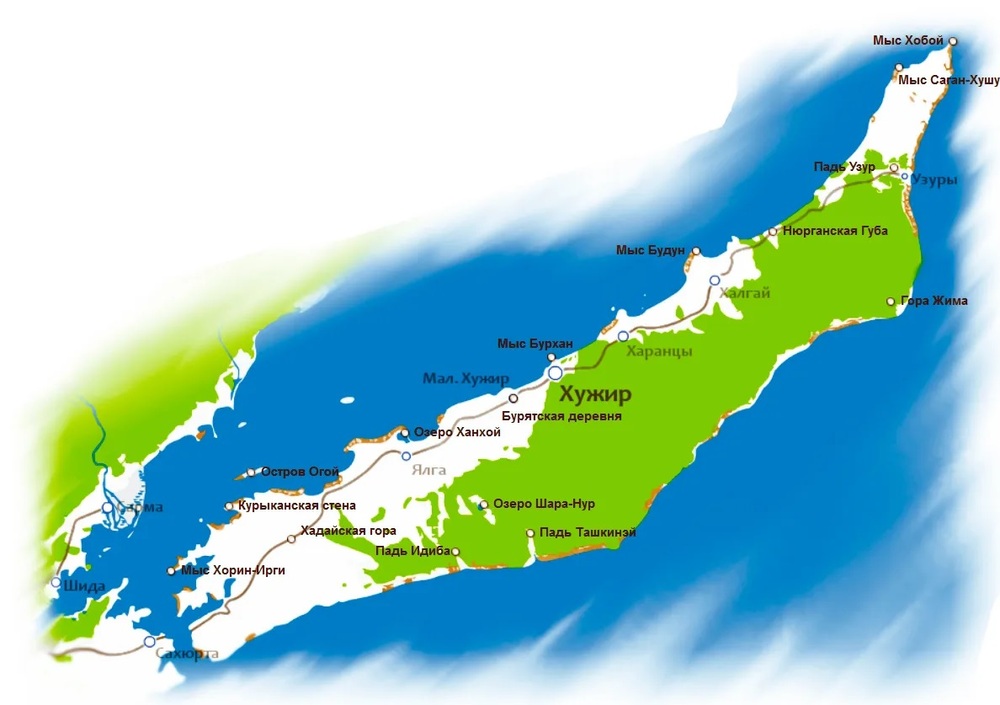 Мыс Хобой
Мыс Саган-Хушу
Падь Узур
Узуры
Нюрганская Губа
Мыс Будун
Халгай
Гора Жима
Мыс Бурхан
Харанцы
Мал. Хужир
Хужир
Бурятская деревня
Озеро Ханхой
Ялга
Остров Огой
Курыканская стена
Озеро Шара-Нур
Сарма
Хадайская гора
Падь Ташкинэй
Падь Идиба
Мыс Хорин-Ирги
Шида
Сахюрта